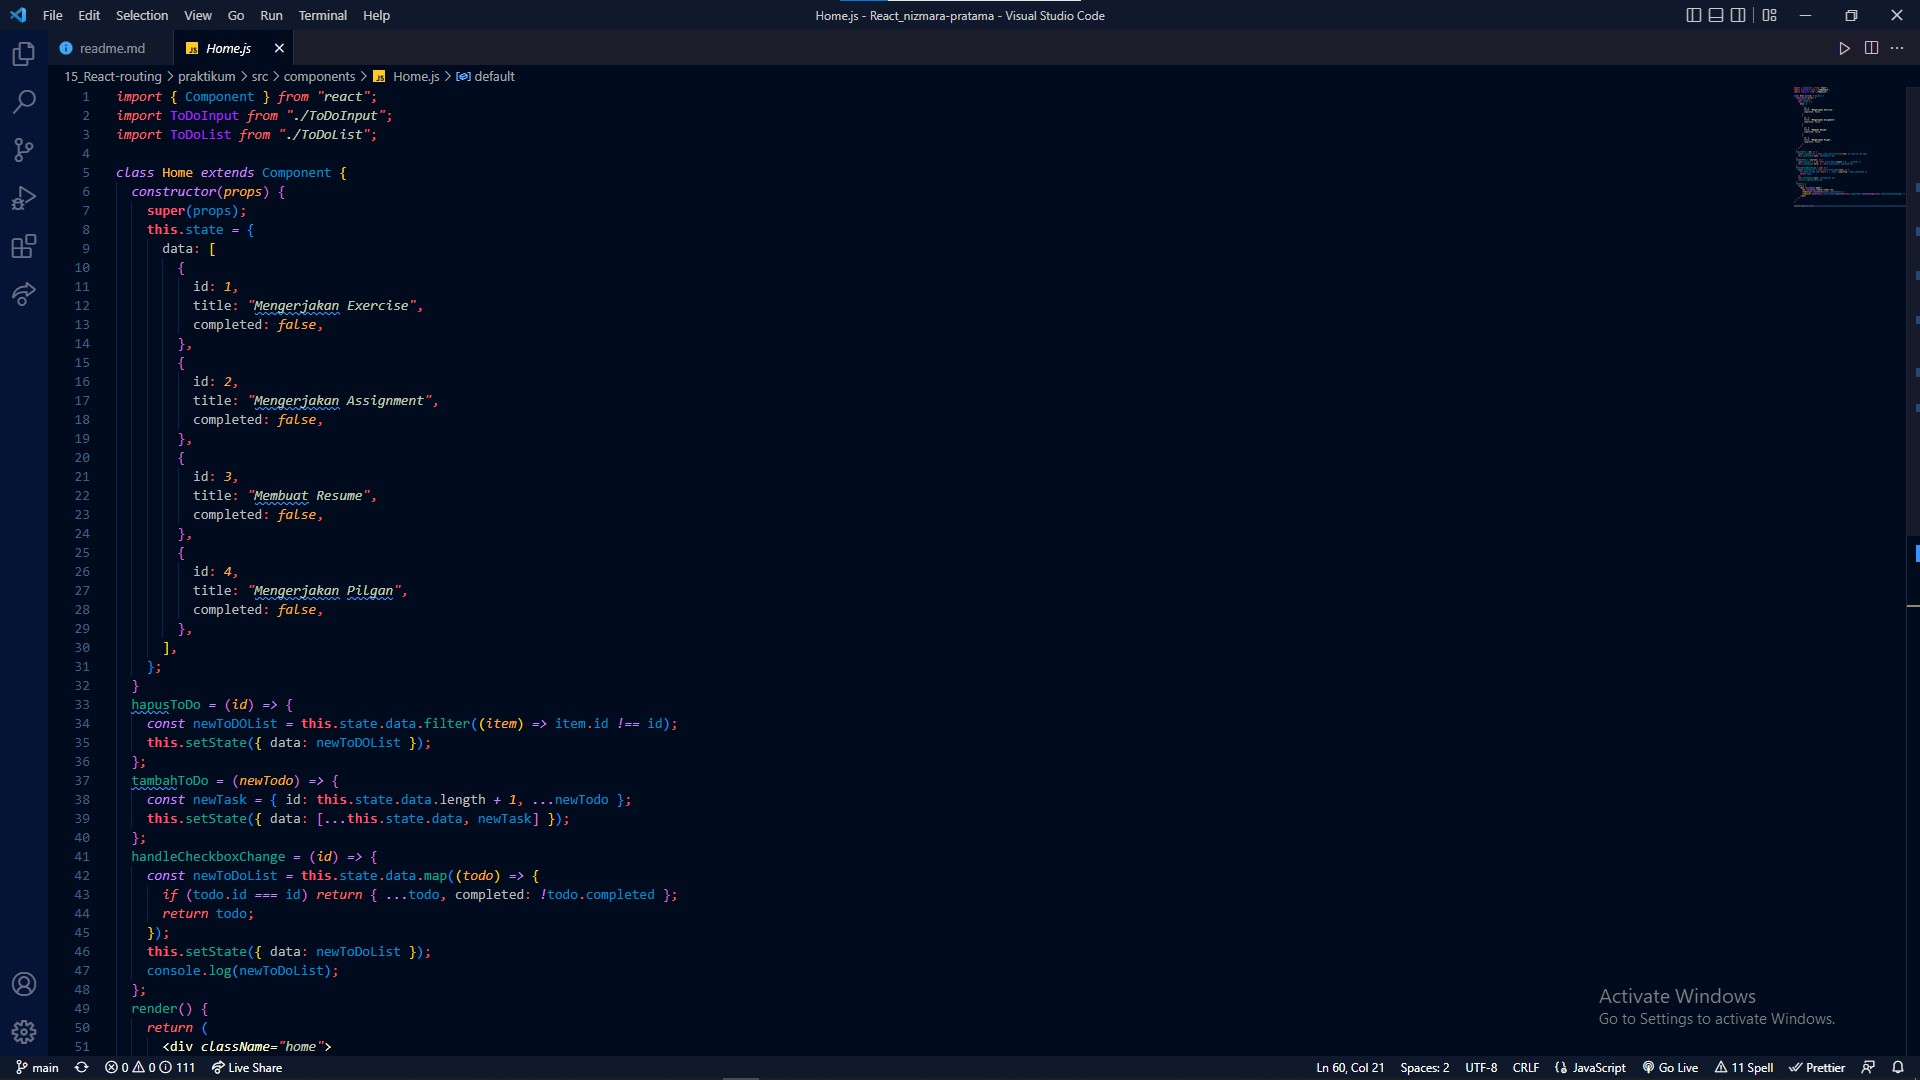 File Edit Selection View Go Run Terminal Help
Home.js - React_nizmara-pratama - Visual Studio Code
readme.md
JS Home.js
15_React-routing > praktikum > src > components > JS Home.js > default
1 import { Component } from "react";
2 import ToDoInput from "./ToDoInput";
3 import ToDoList from "./ToDoList";
4
5 class Home extends Component {
6 constructor(props) {
7 super(props);
8 this.state = {
9 data: [
10 {
11 id: 1,
12 title: "Mengerjakan Exercise",
13 completed: false,
14 },
15 {
16 id: 2,
17 title: "Mengerjakan Assignment",
18 completed: false,
19 },
20 {
21 id: 3,
22 title: "Membuat Resume",
23 completed: false,
24 },
25 {
26 id: 4,
27 title: "Mengerjakan Pilgan",
28 completed: false,
29 },
30 ],
31 };
32 }
33 hapusToDo = (id) => {
34 const newToDOList = this.state.data.filter((item) => item.id !== id);
35 this.setState({ data: newToDOList });
36 };
37 tambahToDo = (newTodo) => {
38 const newTask = { id: this.state.data.length + 1, ...newTodo };
39 this.setState({ data: [...this.state.data, newTask] });
40 };
41 handleCheckboxChange = (id) => {
42 const newToDoList = this.state.data.map((todo) => {
43 if (todo.id === id) return { ...todo, completed: !todo.completed };
44 return todo;
45 });
46 this.setState({ data: newToDoList });
47 console.log(newToDoList);
48 };
49 render() {
50 return (
51 <div className="home">
Activate Windows
Go to Settings to activate Windows.
main 0 0 111 Live Share Ln 60, Col 21 Spaces: 2 UTF-8 CRLF JavaScript Go Live 11 Spell Prettier